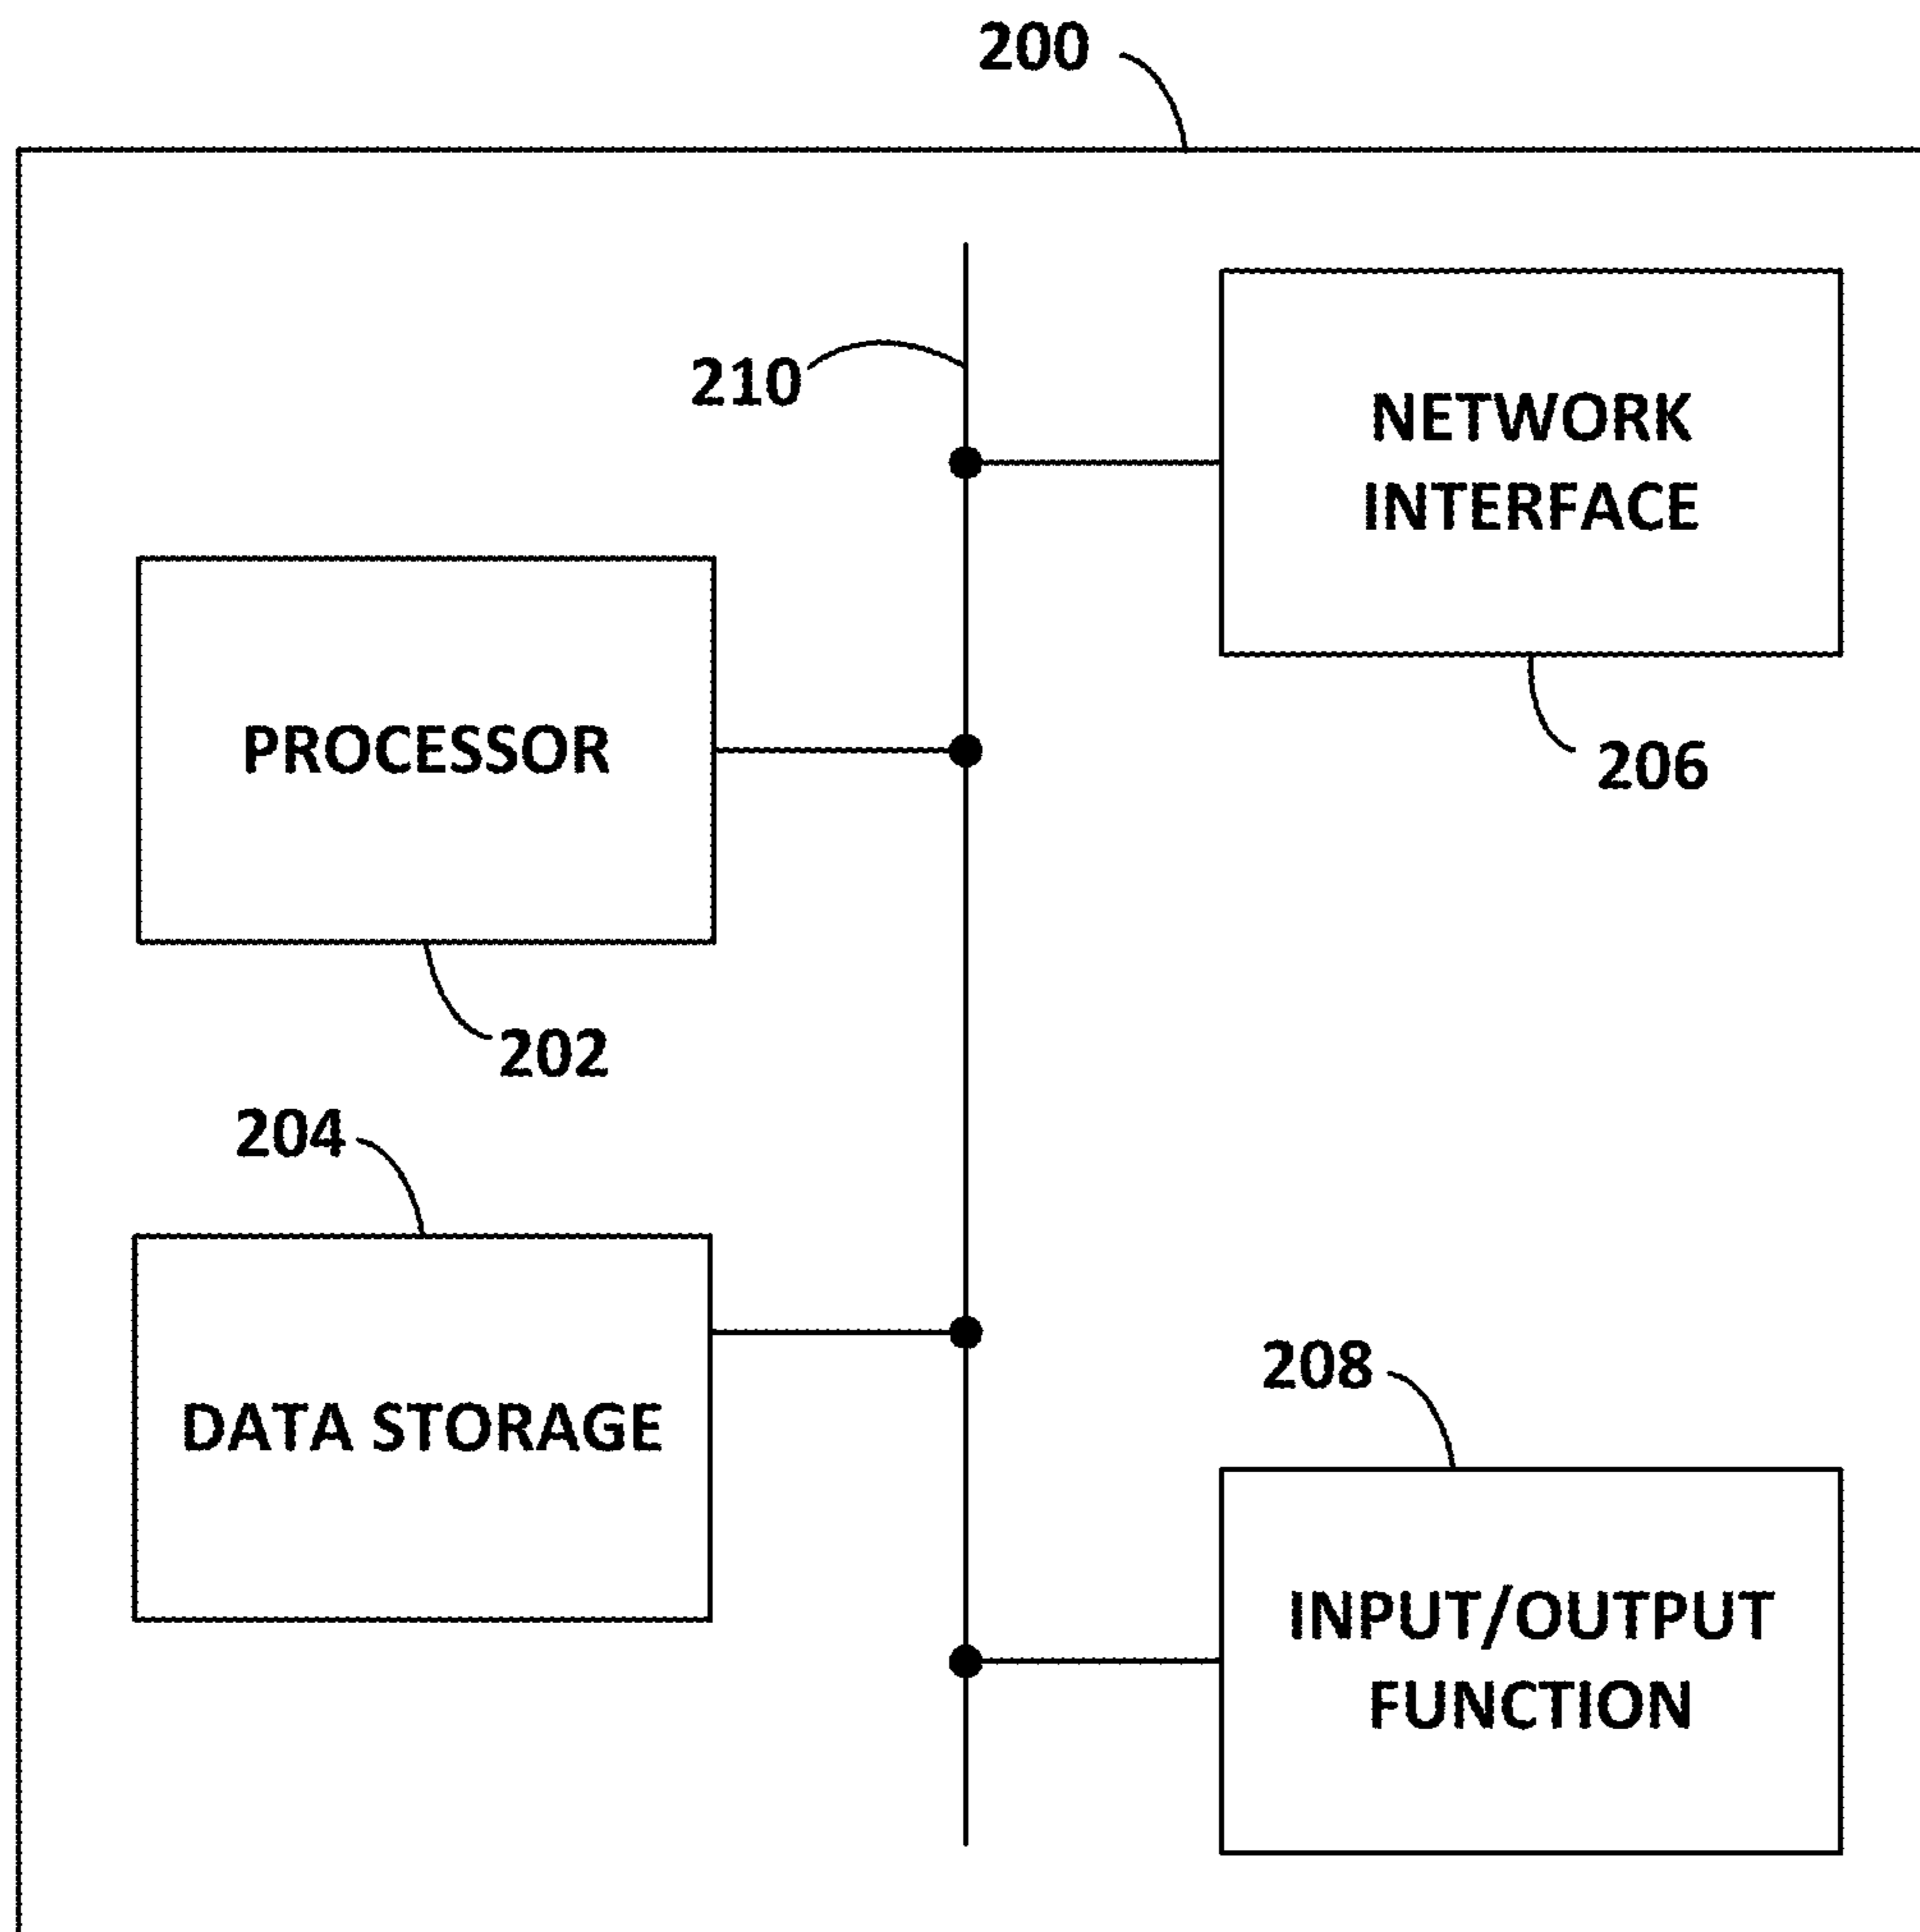 200
210
NETWORK
INTERFACE
206
PROCESSOR
202
204
DATA STORAGE
208
INPUT/OUTPUT
FUNCTION